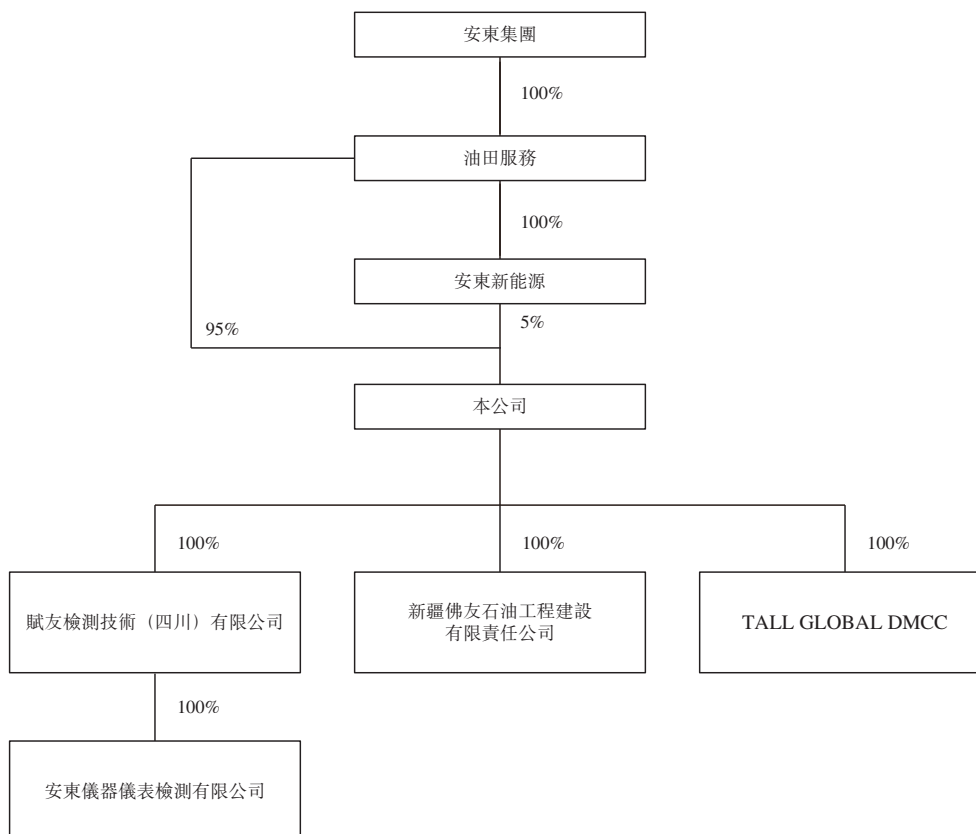 安東集團
100%
油田服務
100%
安東新能源
95%
5%
本公司
100%
100%
100%
賦友檢測技術（四川）有限公司
新疆佛友石油工程建設
有限責任公司
TALL GLOBAL DMCC
100%
安東儀器儀表檢測有限公司